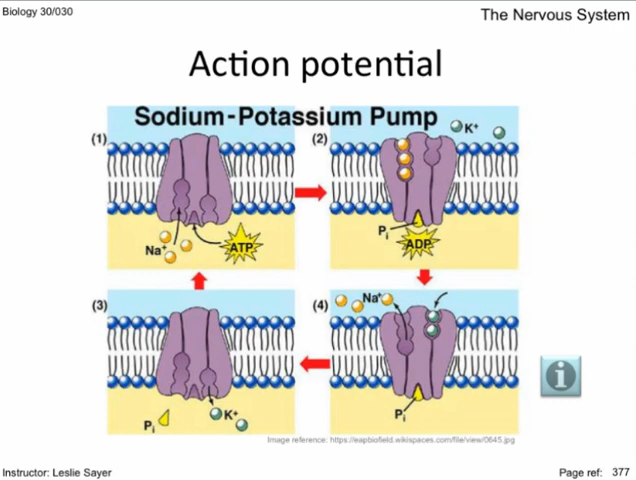 Biology 30/030
The Nervous System
Action potential
Sodium-Potassium Pump
(1)
Na+
ATP
(2)
K+
Pi
ADP
(3)
Pi
K+
(4)
Na+
Pi
i
Image reference: https://eapbiofield.wikispaces.com/file/view/0645.jpg
Instructor: Leslie Sayer
Page ref: 377